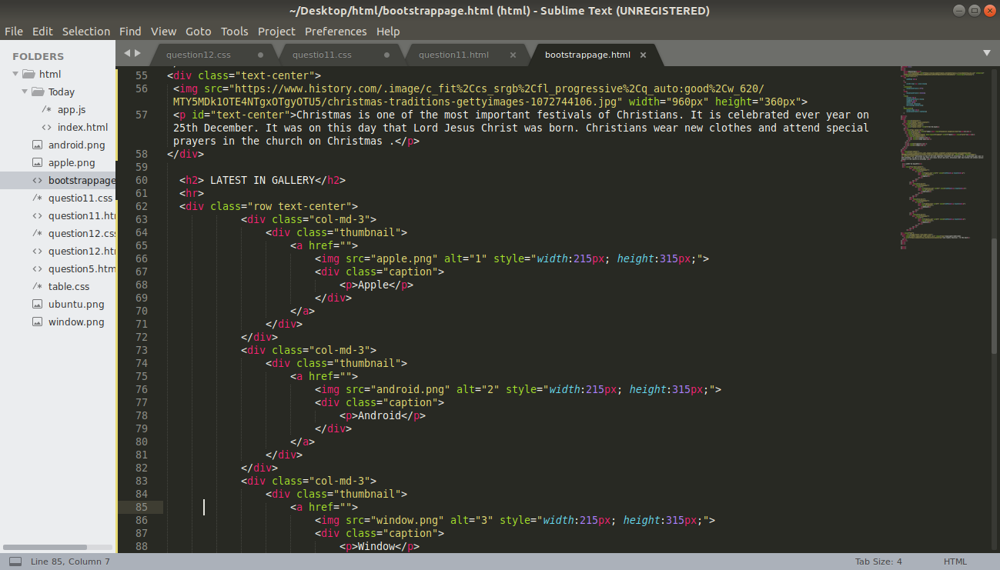 ~/Desktop/html/bootstrappage.html (html) - Sublime Text (UNREGISTERED)
File Edit Selection Find View Goto Tools Project Preferences Help
FOLDERS
html
Today
app.js
index.html
android.png
apple.png
bootstrappage
questio11.css
question11.htm
question12.css
question12.htm
question5.htm
table.css
ubuntu.png
window.png
question12.css
questio11.css
question11.html
bootstrappage.html
55 <div class="text-center">
56 <img src="https://www.history.com/.image/c_fit%2Ccs_srgb%2Cfl_progressive%2Cq_auto:good%2Cw_620/
MTY5MDk1OTE4NTgxOTgyOTU5/christmas-traditions-gettyimages-1072744106.jpg" width="960px" height="360px">
57 <p id="text-center">Christmas is one of the most important festivals of Christians. It is celebrated ever year on
25th December. It was on this day that Lord Jesus Christ was born. Christians wear new clothes and attend special
prayers in the church on Christmas .</p>
58 </div>
59
60 <h2> LATEST IN GALLERY</h2>
61 <hr>
62 <div class="row text-center">
63 <div class="col-md-3">
64 <div class="thumbnail">
65 <a href="">
66 <img src="apple.png" alt="1" style="width:215px; height:315px;">
67 <div class="caption">
68 <p>Apple</p>
69 </div>
70 </a>
71 </div>
72 </div>
73 <div class="col-md-3">
74 <div class="thumbnail">
75 <a href="">
76 <img src="android.png" alt="2" style="width:215px; height:315px;">
77 <div class="caption">
78 <p>Android</p>
79 </div>
80 </a>
81 </div>
82 </div>
83 <div class="col-md-3">
84 <div class="thumbnail">
85 <a href="">
86 <img src="window.png" alt="3" style="width:215px; height:315px;">
87 <div class="caption">
88 <p>Window</p>
Line 85, Column 7
Tab Size: 4
HTML